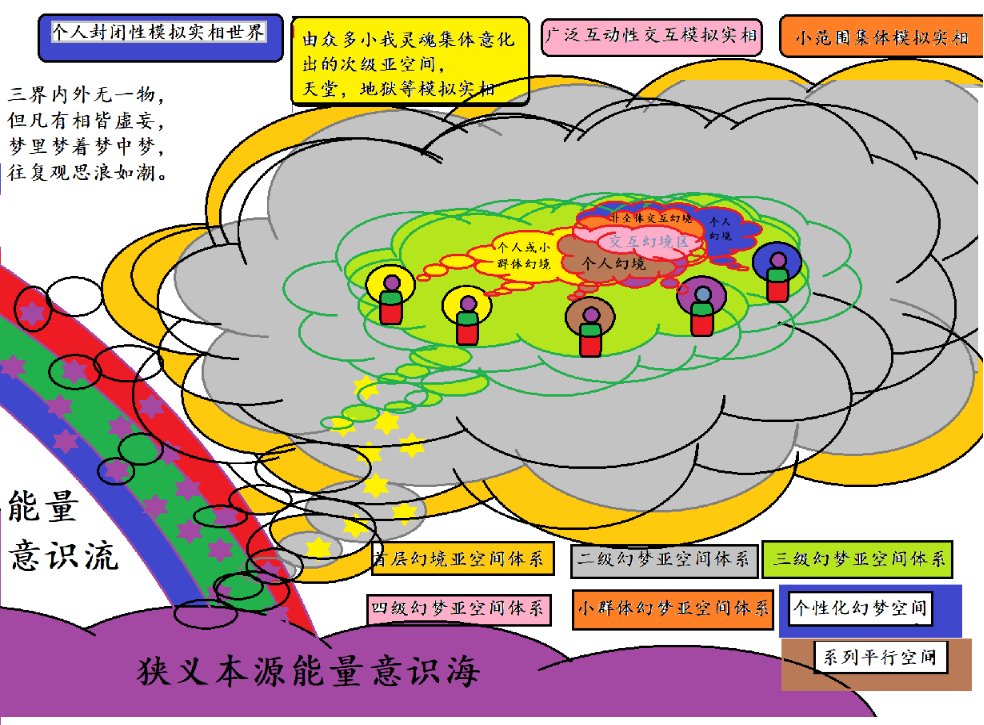 个人封闭性模拟实相世界
由众多小我灵魂集体意化
出的次级亚空间，
天堂，地狱等模拟实相
广泛互动性交互模拟实相
小范围集体模拟实相
三界内外无一物，
但凡有相皆虚妄，
梦里梦着梦中梦，
往复观思浪如潮。
非全体交互幻境
个人
幻境
交互幻境区
个人或小
群体幻境
个人幻境
能量
意识流
首层幻境亚空间体系
二级幻梦亚空间体系
三级幻梦亚空间体系
四级幻梦亚空间体系
小群体幻梦亚空间体系
个性化幻梦空间
系列平行空间
狭义本源能量意识海